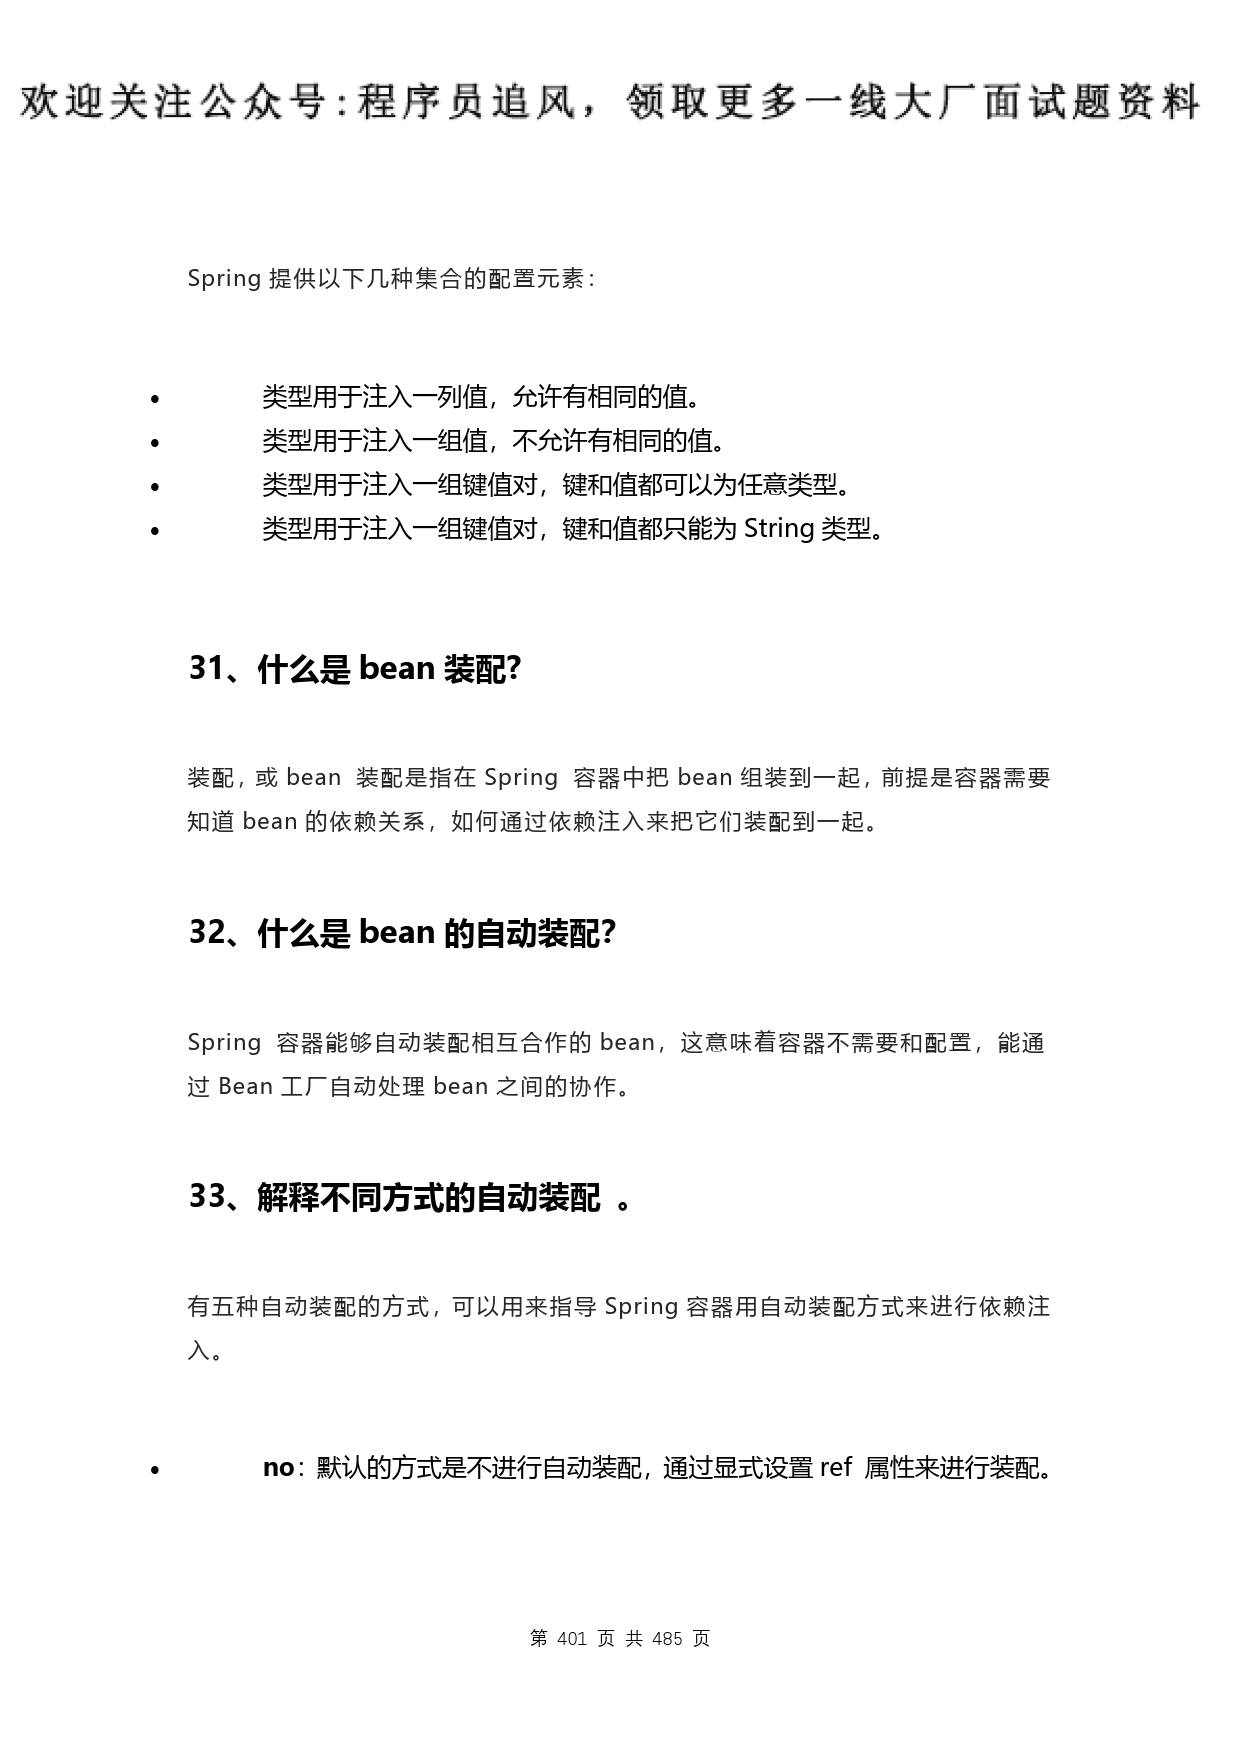 欢迎关注公众号:程序员追风，领取更多一线大厂面试题资料
Spring 提供以下几种集合的配置元素：
• 类型用于注入一列值，允许有相同的值。
• 类型用于注入一组值，不允许有相同的值。
• 类型用于注入一组键值对，键和值都可以为任意类型。
• 类型用于注入一组键值对，键和值都只能为 String 类型。
31、什么是 bean 装配?
装配，或 bean 装配是指在 Spring 容器中把 bean 组装到一起，前提是容器需要
知道 bean 的依赖关系，如何通过依赖注入来把它们装配到一起。
32、什么是 bean 的自动装配?
Spring 容器能够自动装配相互合作的 bean，这意味着容器不需要和配置，能通
过 Bean 工厂自动处理 bean 之间的协作。
33、解释不同方式的自动装配 。
有五种自动装配的方式，可以用来指导 Spring 容器用自动装配方式来进行依赖注
入。
• no：默认的方式是不进行自动装配，通过显式设置 ref 属性来进行装配。
第 401 页 共 485 页